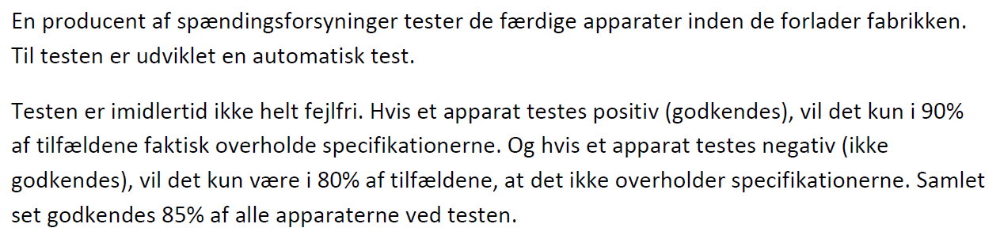 En producent af spændingsforsyninger tester de færdige apparater inden de forlader fabrikken.
Til testen er udviklet en automatisk test.
Testen er imidlertid ikke helt fejlfri. Hvis et apparat testes positiv (godkendes), vil det kun i 90%
af tilfældene faktisk overholde specifikationerne. Og hvis et apparat testes negativ (ikke
godkendes), vil det kun være i 80% af tilfældene, at det ikke overholder specifikationerne. Samlet
set godkendes 85% af alle apparaterne ved testen.